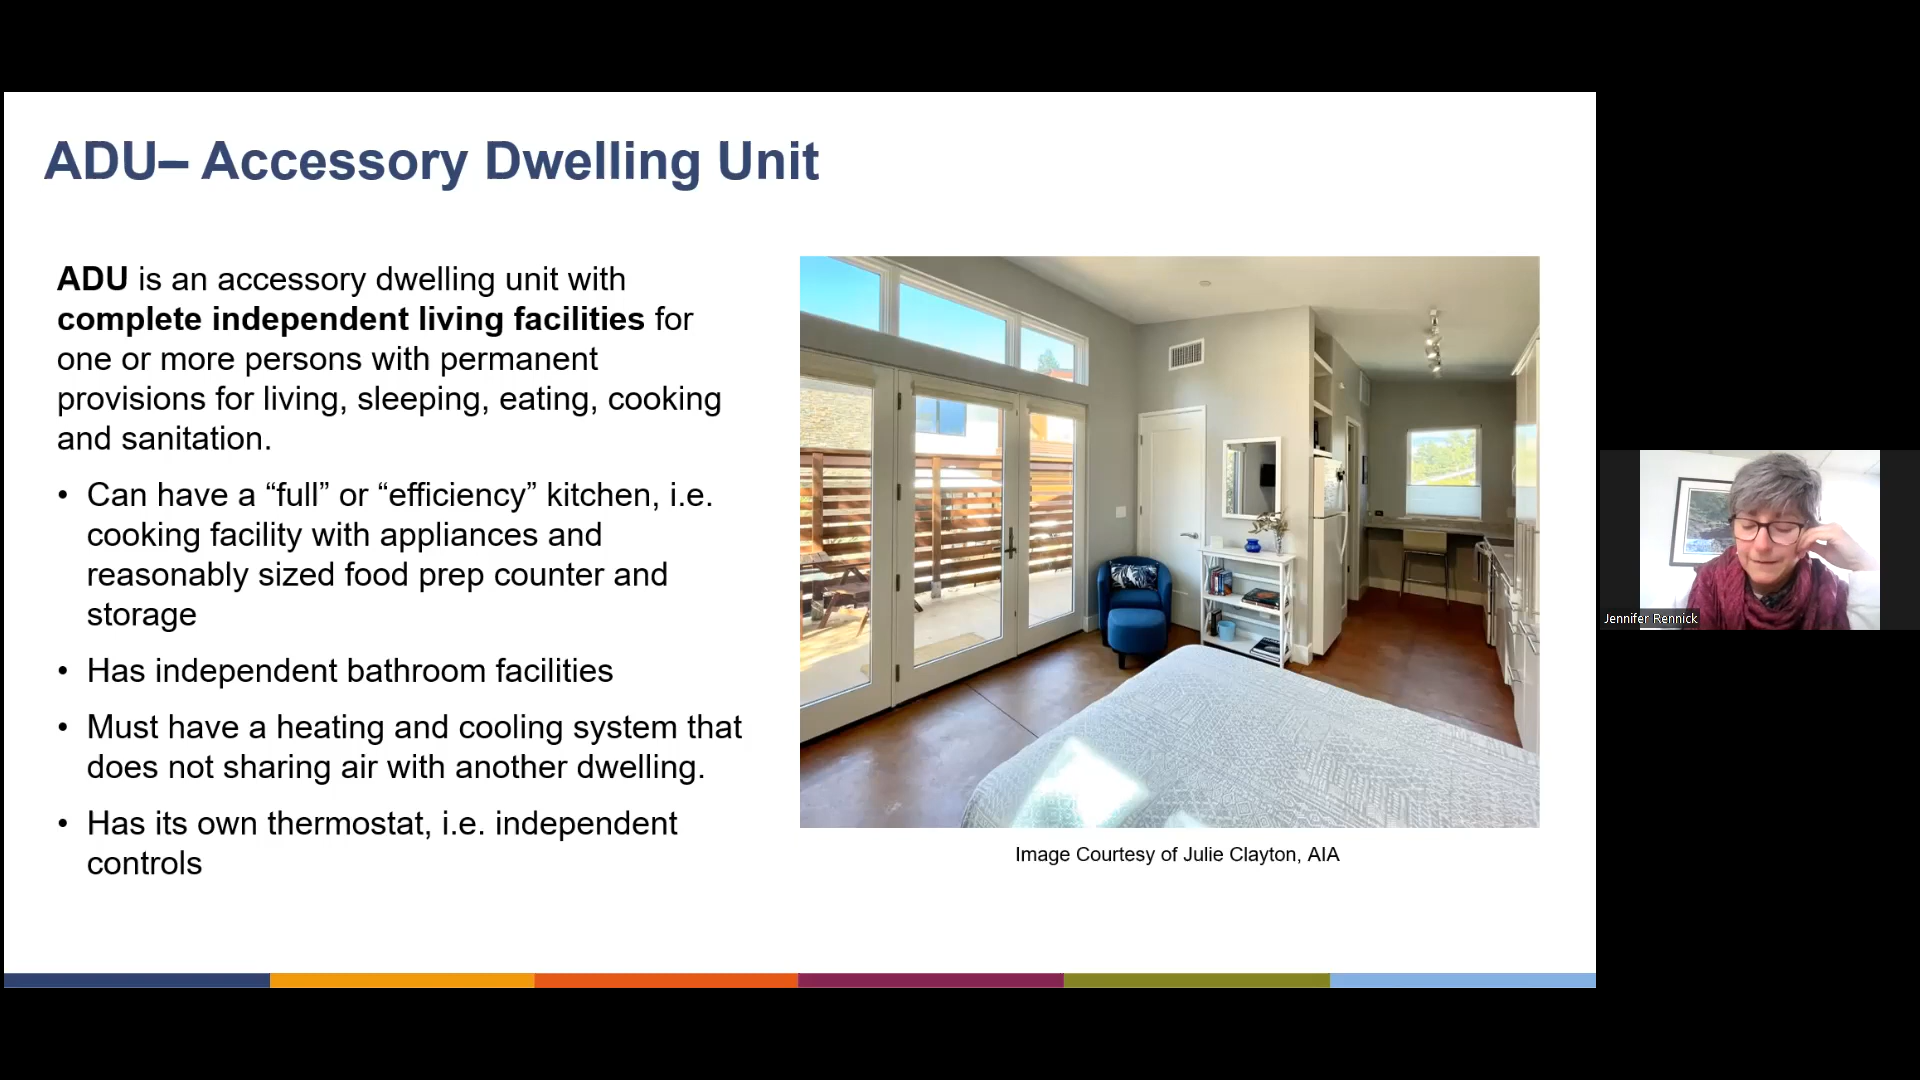 ADU– Accessory Dwelling Unit
ADU is an accessory dwelling unit with
complete independent living facilities for
one or more persons with permanent
provisions for living, sleeping, eating, cooking
and sanitation.
• Can have a “full” or “efficiency” kitchen, i.e.
cooking facility with appliances and
reasonably sized food prep counter and
storage
• Has independent bathroom facilities
• Must have a heating and cooling system that
does not sharing air with another dwelling.
• Has its own thermostat, i.e. independent
controls
Image Courtesy of Julie Clayton, AIA
Jennifer Rennick